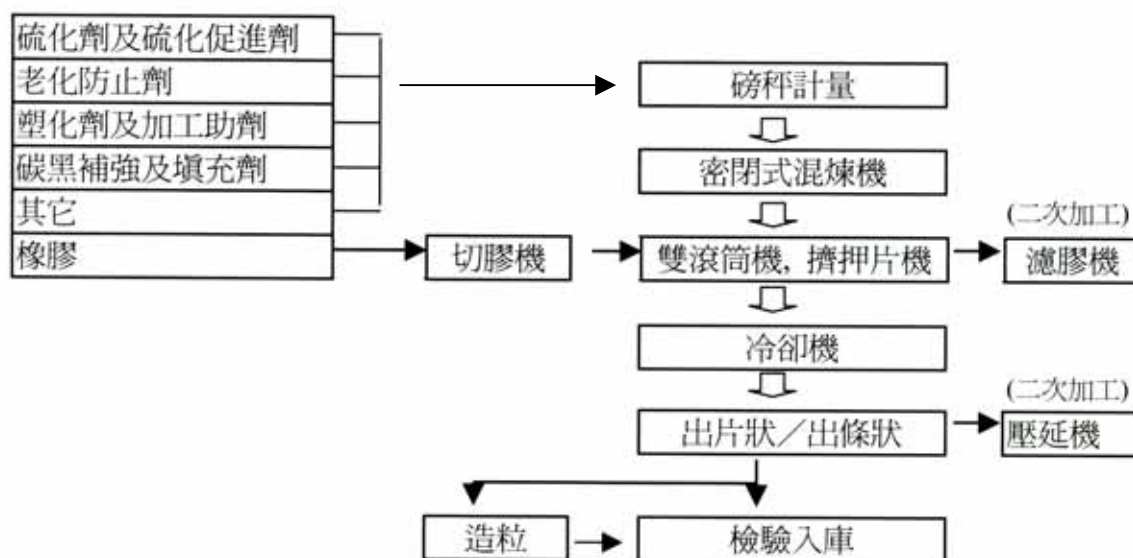 硫化劑及硫化促進劑
老化防止劑
塑化劑及加工助劑
碳黑補強及填充劑
其它
橡膠
磅秤計量
密閉式混煉機
切膠機
雙滾筒機, 擠押片機
(二次加工)
濾膠機
冷卻機
出片狀／出條狀
(二次加工)
壓延機
造粒
檢驗入庫